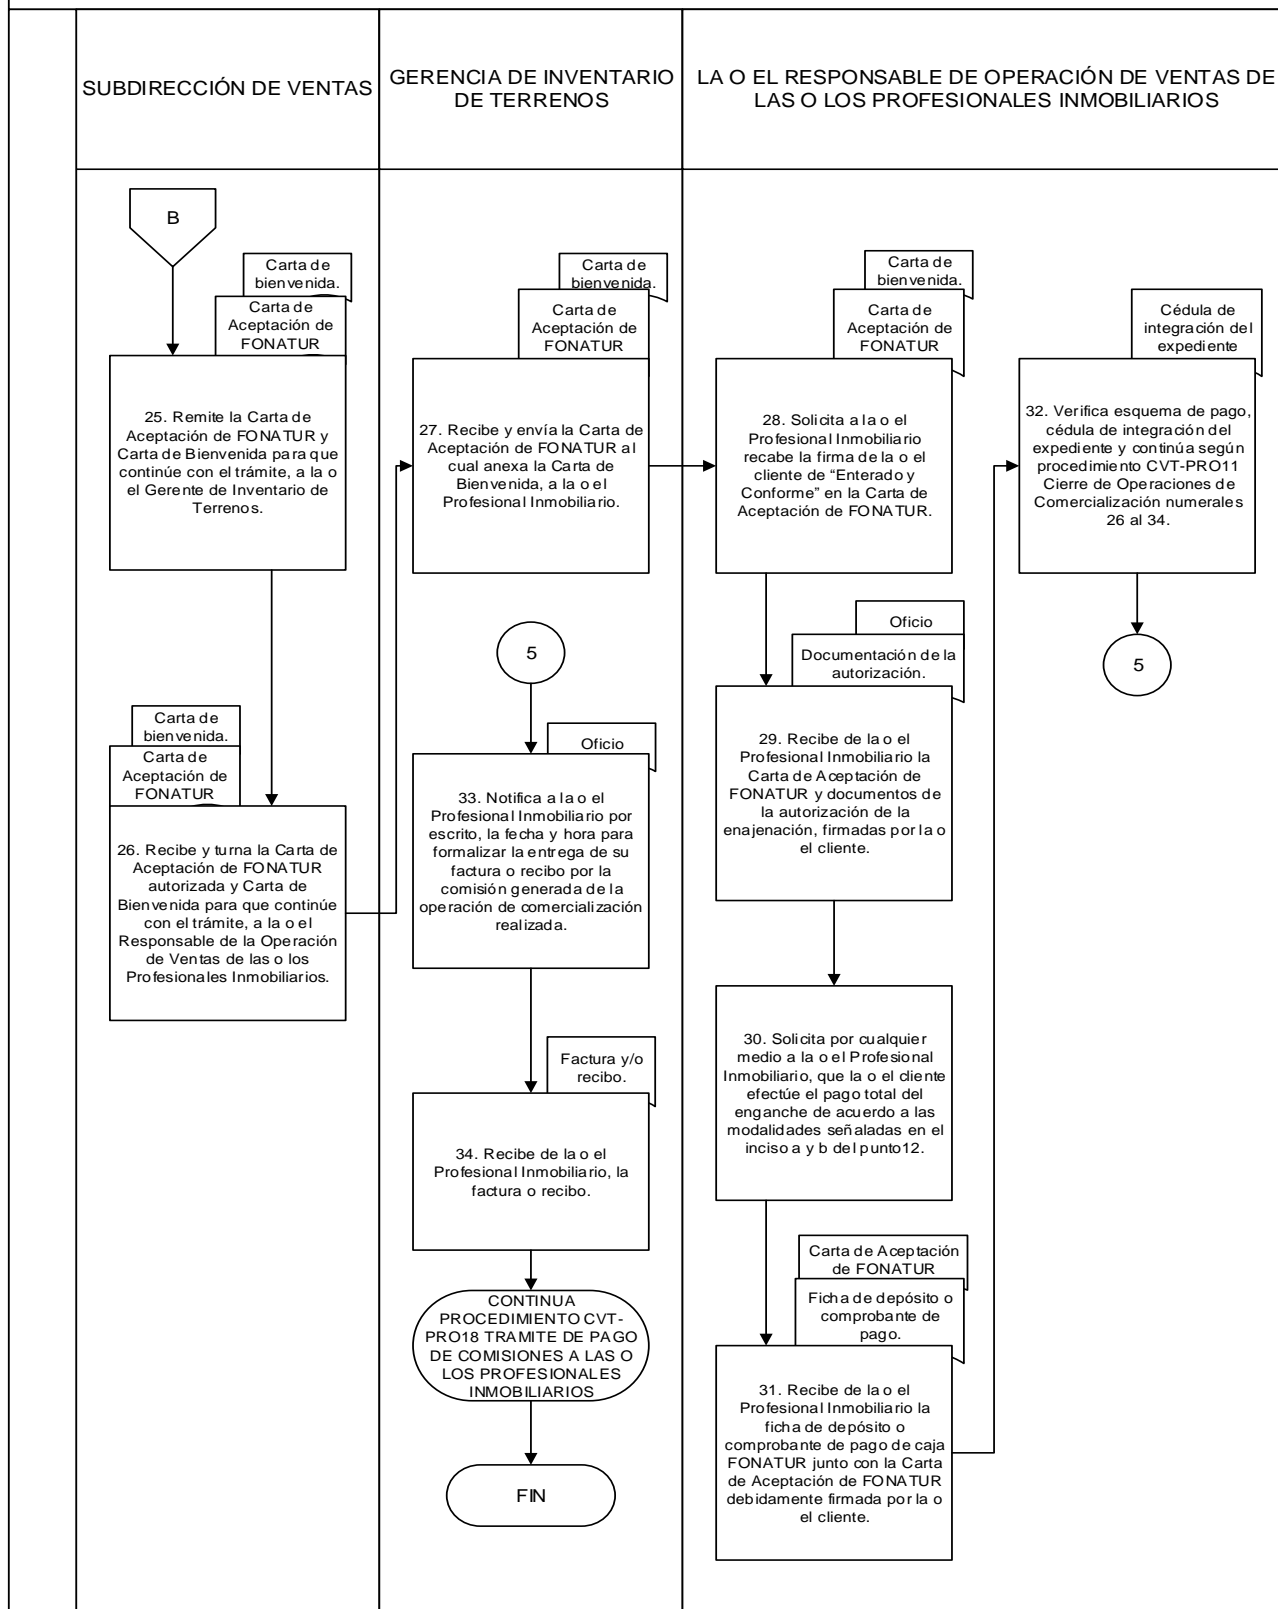 SUBDIRECCIÓN DE VENTAS
GERENCIA DE INVENTARIO
DE TERRENOS
LA O EL RESPONSABLE DE OPERACIÓN DE VENTAS DE
LAS O LOS PROFESIONALES INMOBILIARIOS
B
Carta de
bienvenida.
Carta de
Aceptación de
FONATUR
25. Remite la Carta de
Aceptación de FONATUR y
Carta de Bienvenida para que
continúe con el trámite, a la o
el Gerente de Inventario de
Terrenos.
Carta de
bienvenida.
Carta de
Aceptación de
FONATUR
26. Recibe y turna la Carta de
Aceptación de FONATUR
autorizada y Carta de
Bienvenida para que continúe
con el trámite, a la o el
Responsable de la Operación
de Ventas de las o los
Profesionales Inmobiliarios.
Carta de
bienvenida.
Carta de
Aceptación de
FONATUR
27. Recibe y envía la Carta de
Aceptación de FONATUR al
cual anexa la Carta de
Bienvenida, a la o el
Profesional Inmobiliario.
5
Oficio
33. Notifica a la o el
Profesional Inmobiliario por
escrito, la fecha y hora para
formalizar la entrega de su
factura o recibo por la
comisión generada de la
operación de comercialización
realizada.
Factura y/o
recibo.
34. Recibe de la o el
Profesional Inmobiliario, la
factura o recibo.
CONTINUA
PROCEDIMIENTO CVT-
PRO18 TRAMITE DE PAGO
DE COMISIONES A LAS O
LOS PROFESIONALES
INMOBILIARIOS
FIN
Carta de
bienvenida.
Carta de
Aceptación de
FONATUR
28. Solicita a la o el
Profesional Inmobiliario
recabe la firma de la o el
cliente de “Enterado y
Conforme” en la Carta de
Aceptación de FONATUR.
Oficio
Documentación de la
autorización.
29. Recibe de la o el
Profesional Inmobiliario la
Carta de Aceptación de
FONATUR y documentos de
la autorización de la
enajenación, firmadas por la o
el cliente.
30. Solicita por cualquier
medio a la o el Profesional
Inmobiliario, que la o el cliente
efectúe el pago total del
enganche de acuerdo a las
modalidades señaladas en el
inciso a y b del punto12.
Carta de Aceptación
de FONATUR
Ficha de depósito o
comprobante de
pago.
31. Recibe de la o el
Profesional Inmobiliario la
ficha de depósito o
comprobante de pago de caja
FONATUR junto con la Carta
de Aceptación de FONATUR
debidamente firmada por la o
el cliente.
Cédula de
integración del
expediente
32. Verifica esquema de pago,
cédula de integración del
expediente y continúa según
procedimiento CVT-PRO11
Cierre de Operaciones de
Comercialización numerales
26 al 34.
5